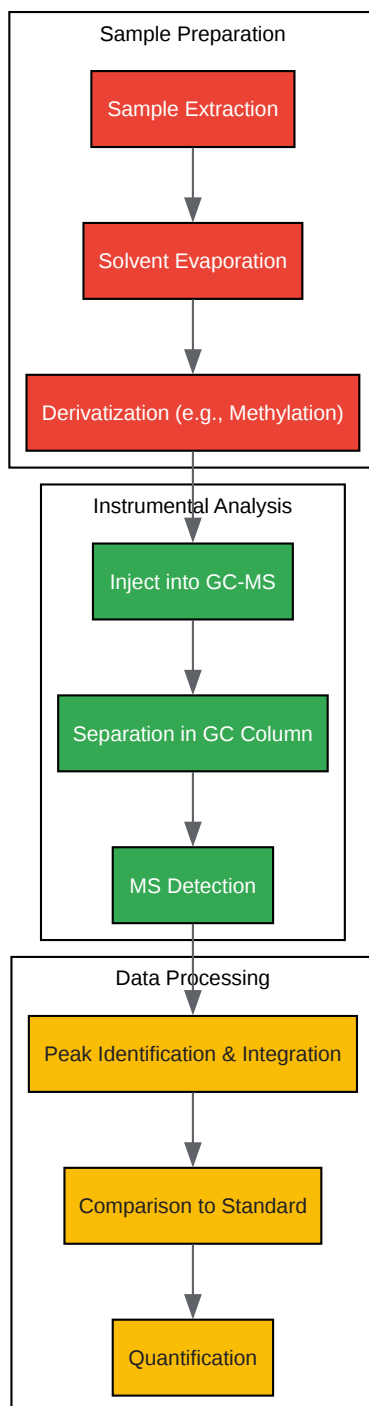 Sample Preparation
Sample Extraction
Solvent Evaporation
Derivatization (e.g., Methylation)
Instrumental Analysis
Inject into GC-MS
Separation in GC Column
MS Detection
Data Processing
Peak Identification & Integration
Comparison to Standard
Quantification